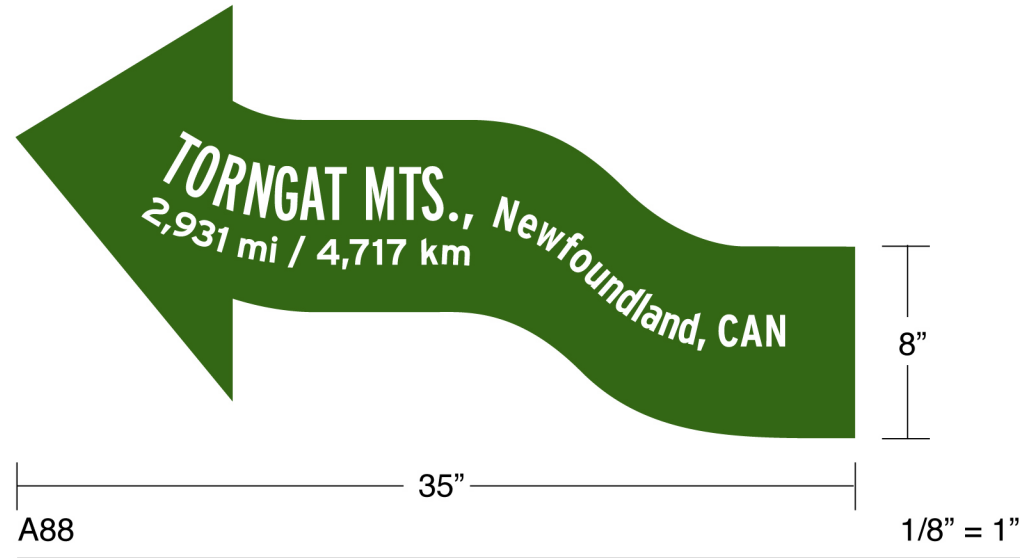 TORNGAT MTS., Newfoundland, CAN
2,931 mi / 4,717 km
8”
35”
A88
1/8” = 1”